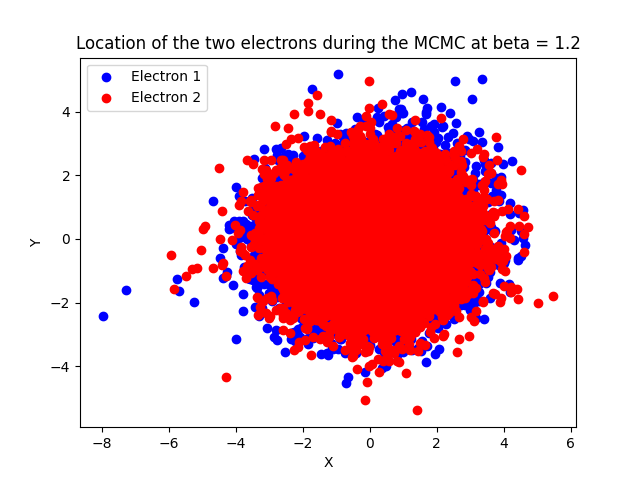 Location of the two electrons during the MCMC at beta = 1.2
Electron 1
Electron 2
4
2
0
−2
−4
Y
−8 −6 −4 −2 0 2 4 6
X